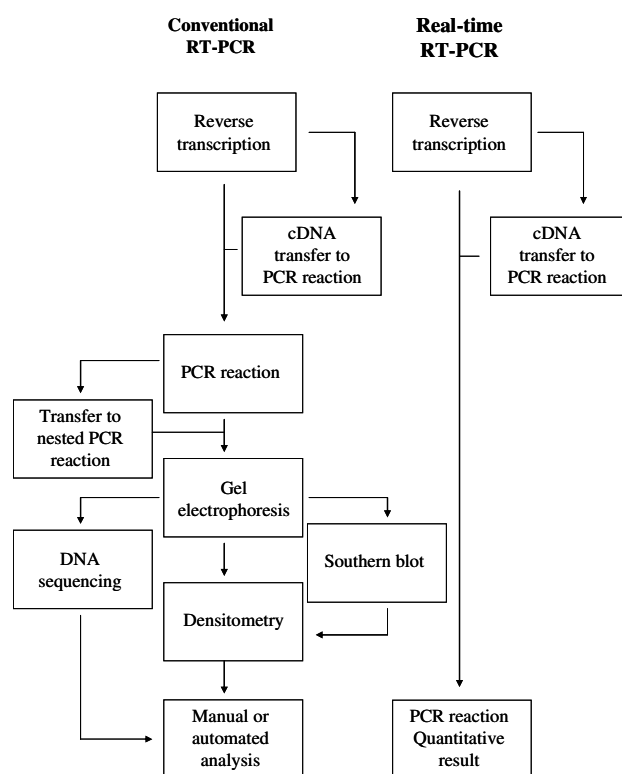 Conventional
RT-PCR
Real-time
RT-PCR
Reverse
transcription
Reverse
transcription
cDNA
transfer to
PCR reaction
cDNA
transfer to
PCR reaction
PCR reaction
Transfer to
nested PCR
reaction
Gel
electrophoresis
DNA
sequencing
Southern blot
Densitometry
Manual or
automated
analysis
PCR reaction
Quantitative
result